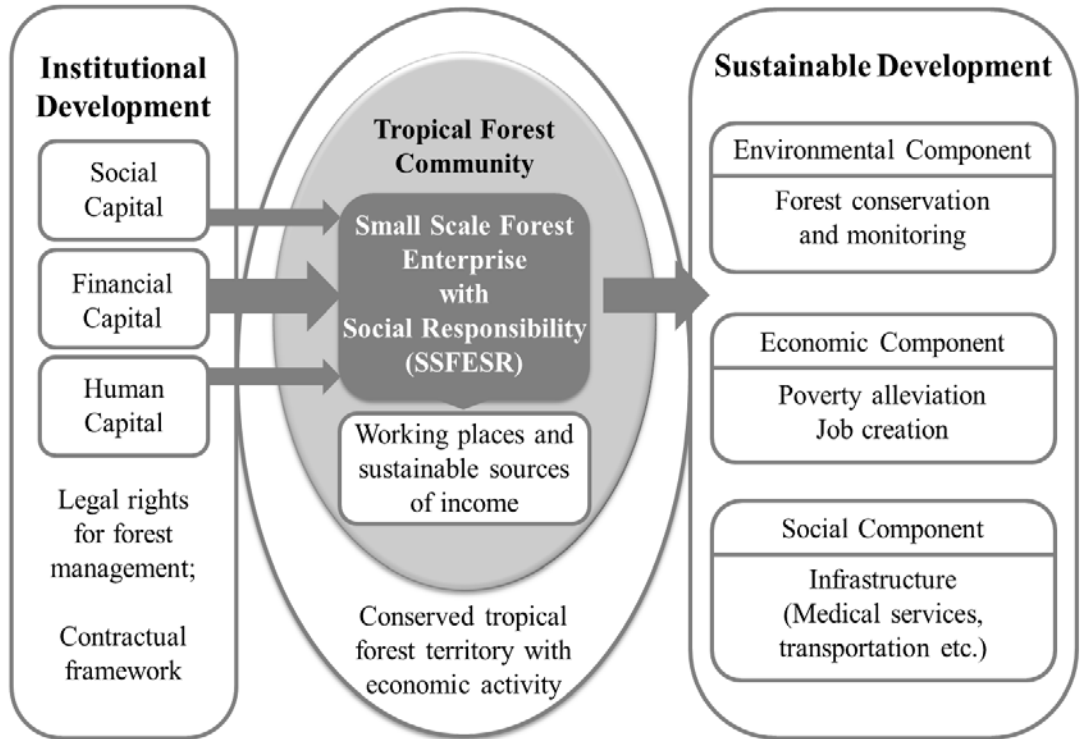 Institutional
Development
Social
Capital
Financial
Capital
Human
Capital
Legal rights
for forest
management;
Contractual
framework
Tropical Forest
Community
Small Scale Forest
Enterprise
with
Social Responsibility
(SSFESR)
Working places and
sustainable sources
of income
Conserved tropical
forest territory with
economic activity
Sustainable Development
Environmental Component
Forest conservation
and monitoring
Economic Component
Poverty alleviation
Job creation
Social Component
Infrastructure
(Medical services,
transportation etc.)